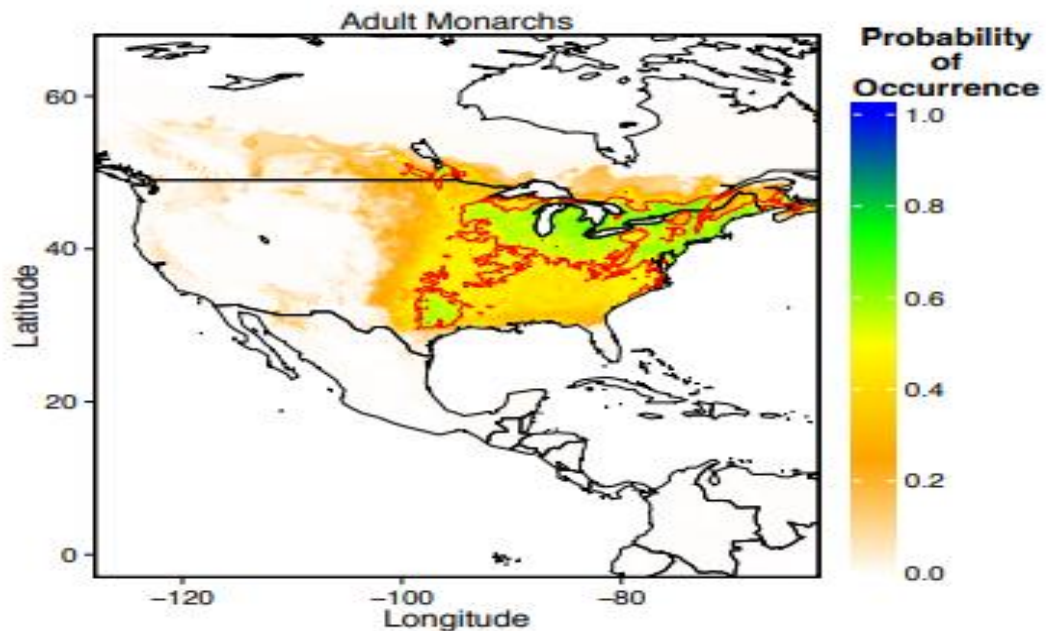 Adult Monarchs
Probability
of
Occurrence
1.0
0.8
0.6
0.4
0.2
0.0
60
40
20
0
Latitude
−120
−100
−80
Longitude